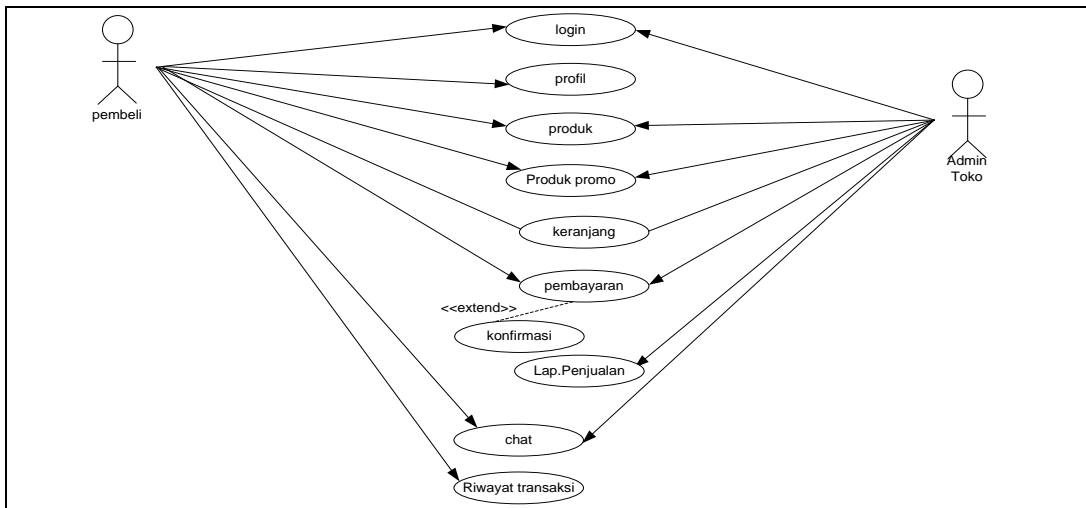 login
profil
pembeli
produk
Admin
Toko
Produk promo
keranjang
pembayaran
<<extend>>
konfirmasi
Lap.Penjualan
chat
Riwayat transaksi